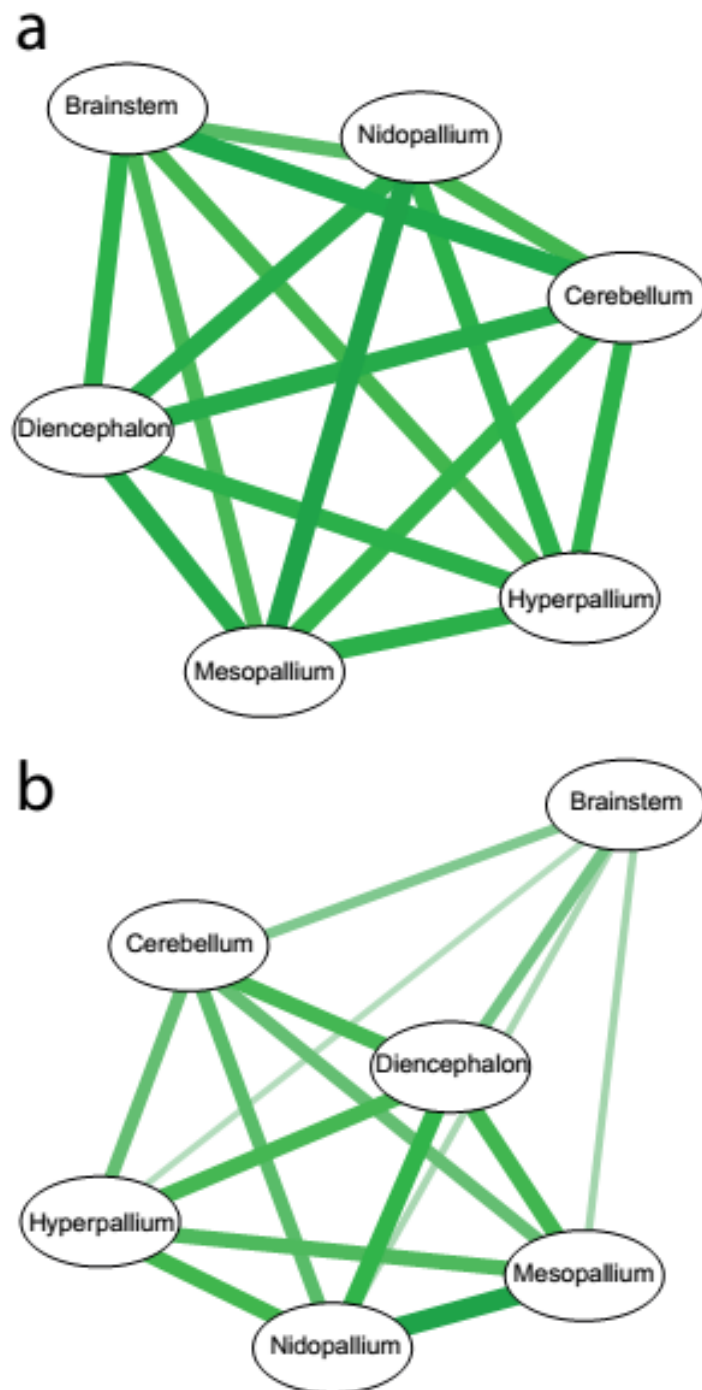 a
Brainstem
Nidopallium
Cerebellum
Diencephalon
Hyperpallium
Mesopallium
b
Brainstem
Cerebellum
Diencephalon
Hyperpallium
Mesopallium
Nidopallium